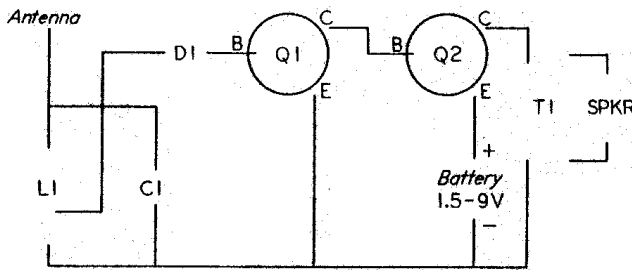 Antenna
C
C
D1
B
Q1
B
Q2
E
E
T1
SPKR
+
L1
C1
Battery
1.5-9V
-